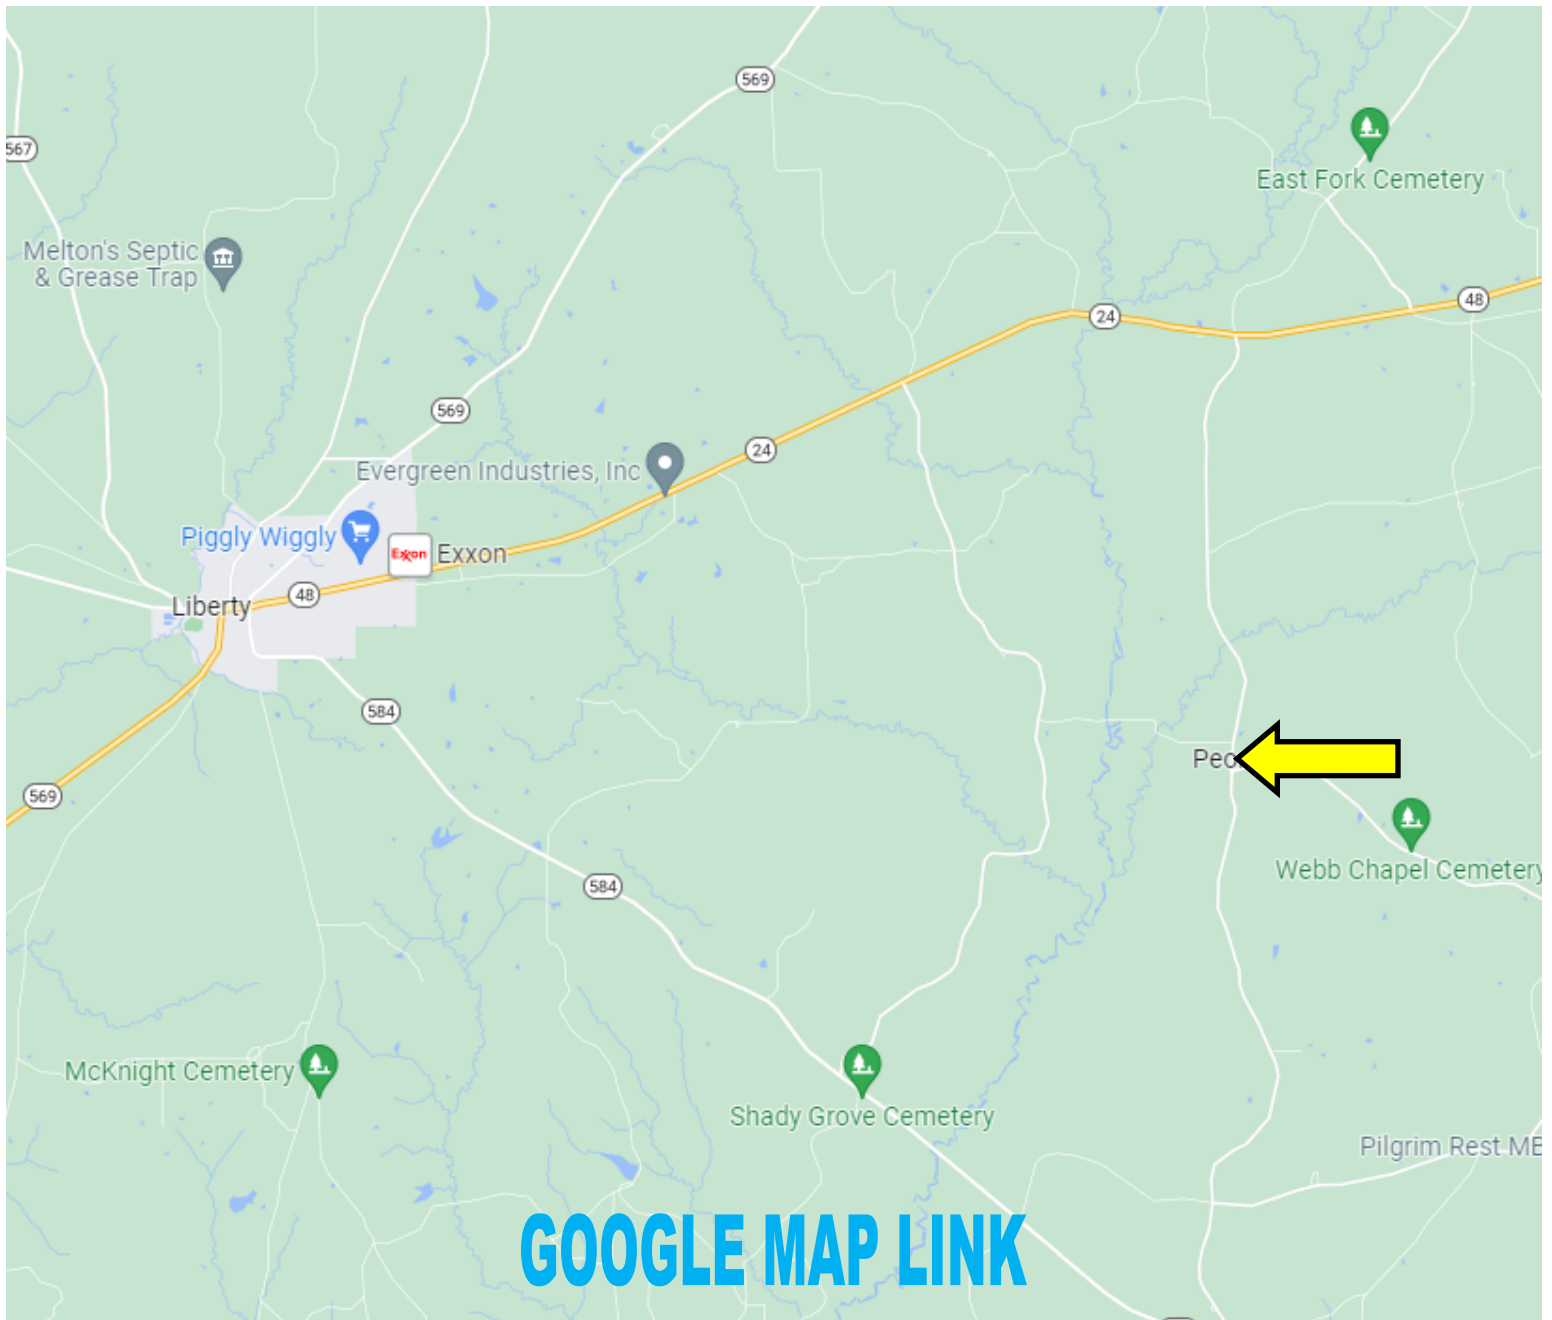 569
567
East Fork Cemetery
Melton's Septic
& Grease Trap
48
24
569
24
Evergreen Industries, Inc
Piggly Wiggly
Exxon
Exxon
48
Liberty
584
Peo
569
Webb Chapel Cemetery
584
McKnight Cemetery
Shady Grove Cemetery
Pilgrim Rest MB
GOOGLE MAP LINK